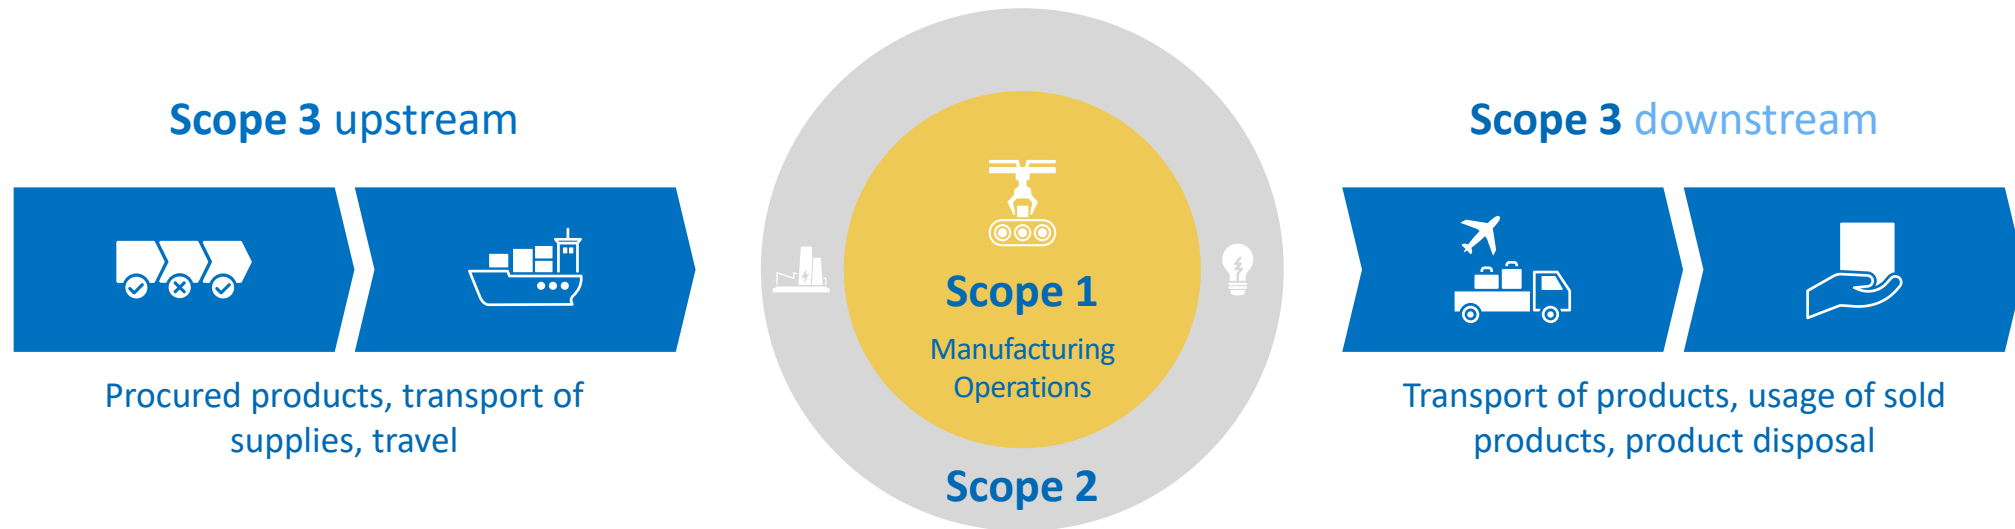 Scope 3 upstream
Procured products, transport of
supplies, travel
Scope 1
Manufacturing
Operations
Scope 2
Scope 3 downstream
Transport of products, usage of sold
products, product disposal